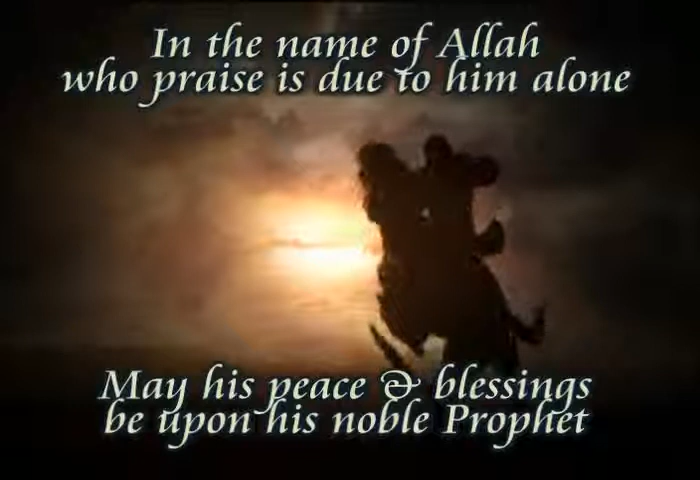 In the name of Allah
who praise is due to him alone
May his peace & blessings
be upon his noble Prophet